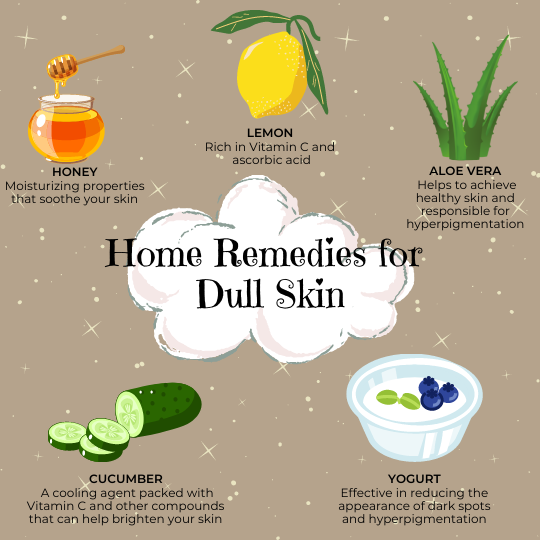 HONEY
Moisturizing properties
that soothe your skin
LEMON
Rich in Vitamin C and
ascorbic acid
ALOE VERA
Helps to achieve
healthy skin and
responsible for
hyperpigmentation
Home Remedies for
Dull Skin
CUCUMBER
A cooling agent packed with
Vitamin C and other compounds
that can help brighten your skin
YOGURT
Effective in reducing the
appearance of dark spots
and hyperpigmentation